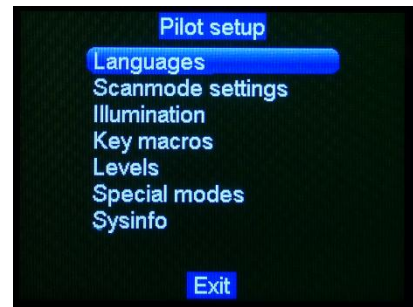 Pilot setup
Languages
Scanmode settings
Illumination
Key macros
Levels
Special modes
Sysinfo
Exit